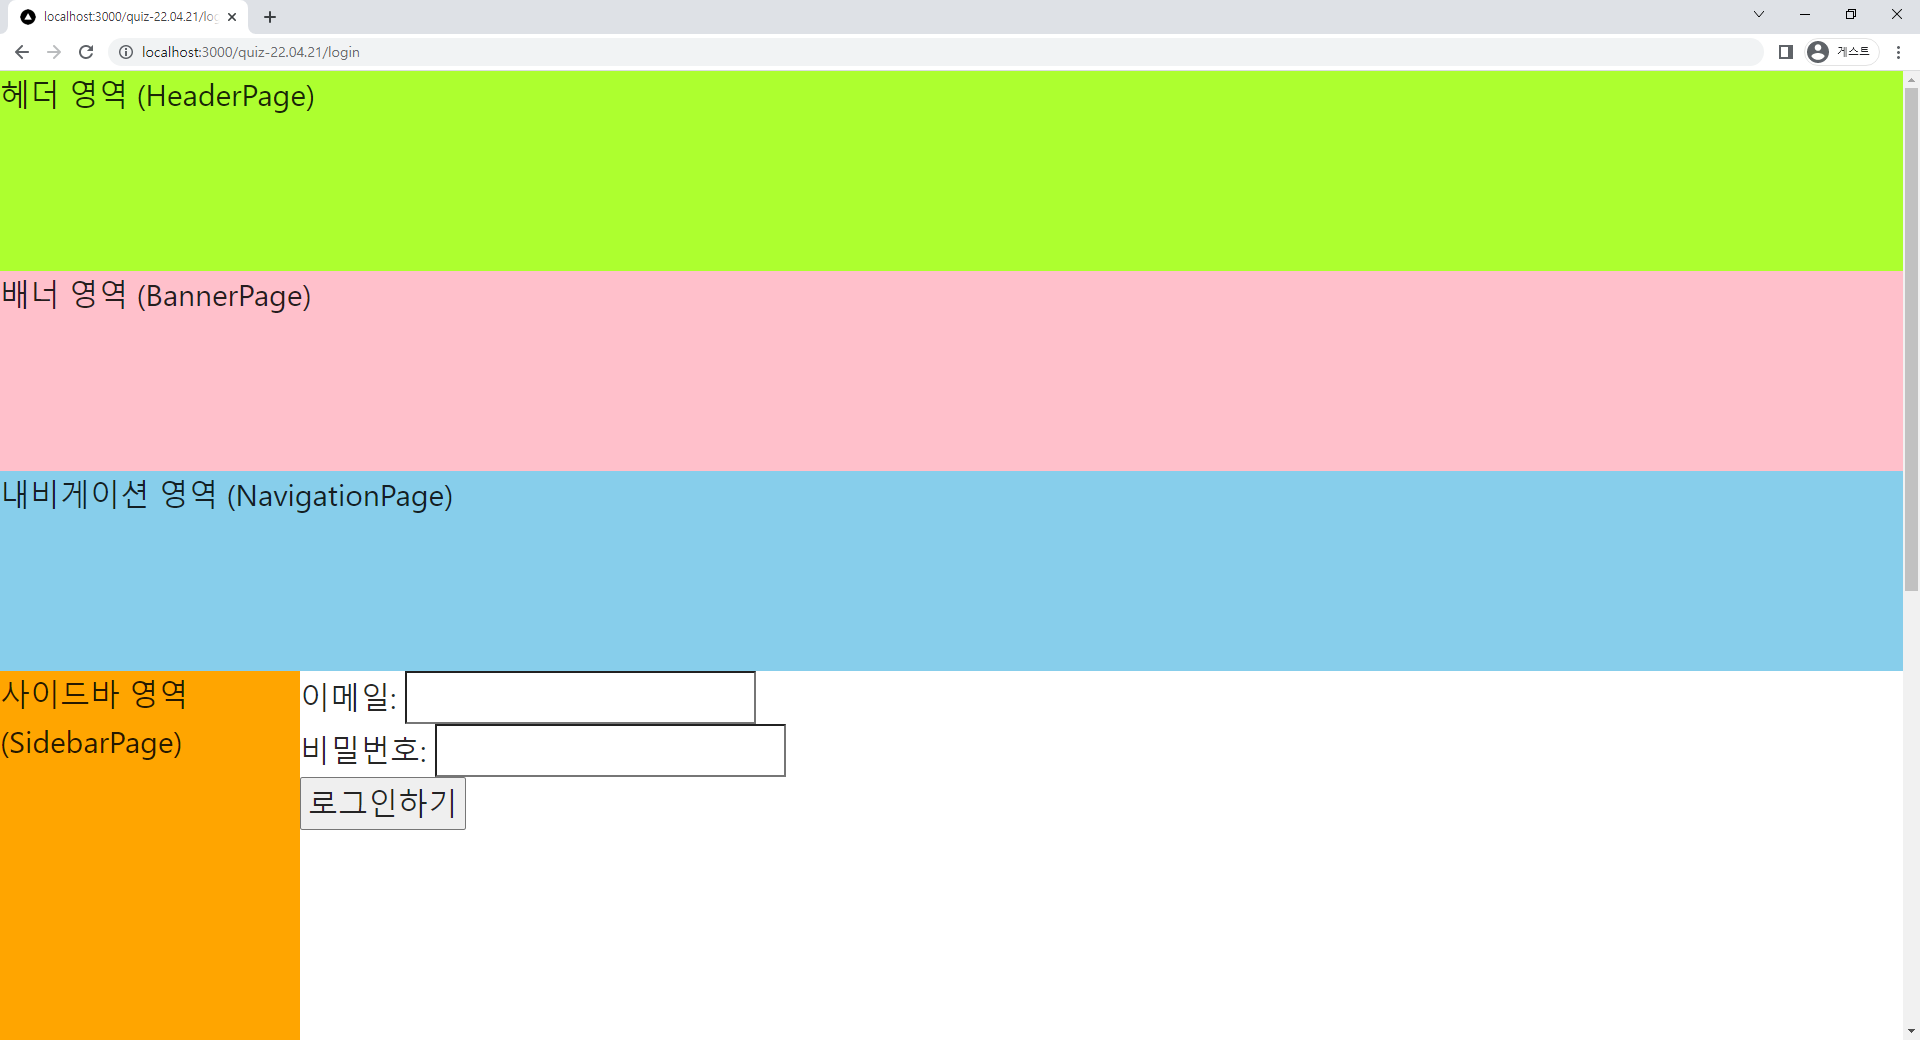 localhost:3000/quiz-22.04.21/log
localhost:3000/quiz-22.04.21/login
게스트
헤더 영역 (HeaderPage)
배너 영역 (BannerPage)
내비게이션 영역 (NavigationPage)
사이드바 영역
(SidebarPage)
이메일:
비밀번호:
로그인하기